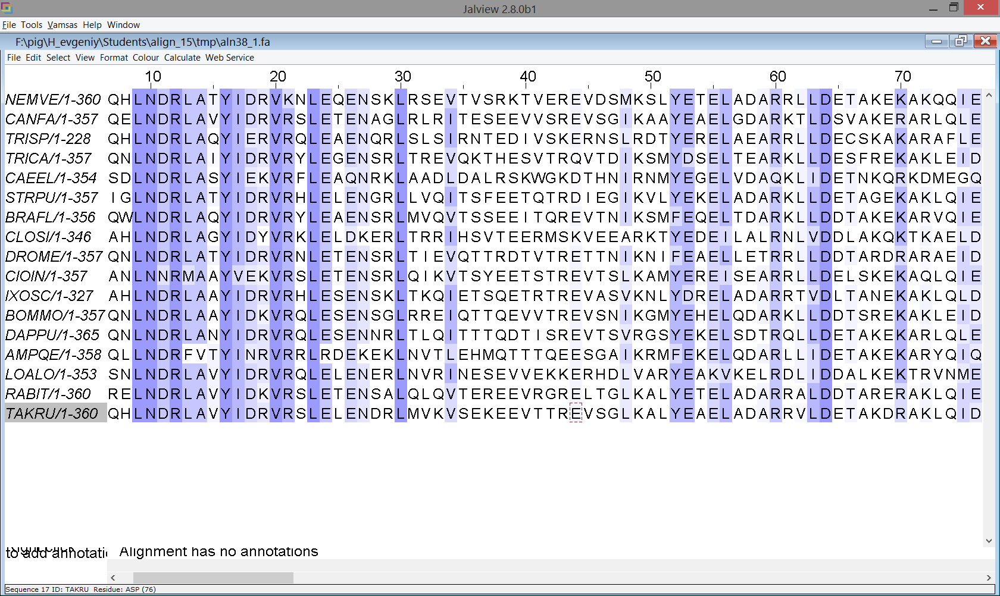 Jalview 2.8.0b1
File Tools Vamsas Help Window
F:\pig\H_evgeniy\Students\align_15\tmp\aln38_1.fa
File Edit Select View Format Colour Calculate Web Service
10 20 30 40 50 60 70
NEMVE/1-360 QHLNDRLATYIDRVKNLEQENSKLRSEVTVSRKTVEREVDSMKSLYETELADARRLLDETAKEKAKQQIE
CANFA/1-357 QELNDRLAVYIDRVRSLETENAGLRLRITESEEVVSREVSGIKAAYEAELGDARKTLDSVAKERARLQLE
TRISP/1-228 QHLNDRLAQYIERVRQLEAENQRLSLSIRNTEDIVSKERNSLRDTYERELAEARRLLDECSKAKARAFLE
TRICA/1-357 QNLNDRLAIYIDRVRYLEGENSRLTREVQKTHESVTRQVTDIKSMYDSELTEARKLLDESFREKAKLEID
CAEEL/1-354 SDLNDRLASYIEKVRFLEAQNRKLAADLDALRSKWGKDTHNIRNMYEGELVDAQKLIDETNKQRKDMEGQ
STRPU/1-357 IGLNDRLATYIDRVRHLELENGRLLVQITSFEETQTRDIEGIKVLYEKELADARKLLDETAGEKAKLQIE
BRAFL/1-356 QWLNDRLAQYIDRVRYLEAENSRLMVQVTSSEEITQREVTNIKSMFEQELTDARKLLDDTAKEKARVQIE
CLOSI/1-346 AHLNDRLAGYIDYVRKLELDKERLTRRIHSVTEERMSKVEEARKTYEDEILALRNLVDDLAKQKTKAELD
DROME/1-357 QNLNDRLATYIDRVRNLETENSRLTIEVQTTRDTVTRETTNIKNIFEAELLETRRLLDDTARDRARAEID
CIOIN/1-357 ANLNNRMAAYVEKVRSLETENSRLQIKVTSYEETSTREVTSLKAMYEREISEARRLLDELSKEKAQLQIE
IXOSC/1-327 AHLNDRLAAYIDRVRHLESENSKLTKQIETSQETRTREVASVKNLYDRELADARRTVDLTANEKAKLQLD
BOMMO/1-357 QNLNDRLAAYIDKVRQLESENSGLRREIQTTQEVVTREVSNIKGMYEHELQDARKLLDDTSREKAKLEID
DAPPU/1-365 QNLNDRLANYIDRVRQLESENNRLTLQITTTQDTISREVTSVRGSYEKELSDTRQLLDETAKEKARLQLE
AMPQE/1-358 QLLNDRFVTYINRVRRLRDEKEKLNVTLEHMQTTTQEESGAIKRMFEKELQDARLLIDETAKEKARYQIQ
LOALO/1-353 SNLNDRLAVYIDRVRQLELENERLNVRINESEVVEKKERHDLVARYEAKVKELRDLIDDALKEKTRVNME
RABIT/1-360 RELNDRLAVYIDKVRSLETENSALQLQVTEREEVRGRELTGLKALYETELADARRALDDTARERAKLQIE
TAKRU/1-360 QHLNDRLAVYIDRVRSLELENDRLMVKVSEKEEVTTREVSGLKALYEAELADARRVLDETAKDRAKLQID
to add annotati Alignment has no annotations
Sequence 17 ID: TAKRU Residue: ASP (76)